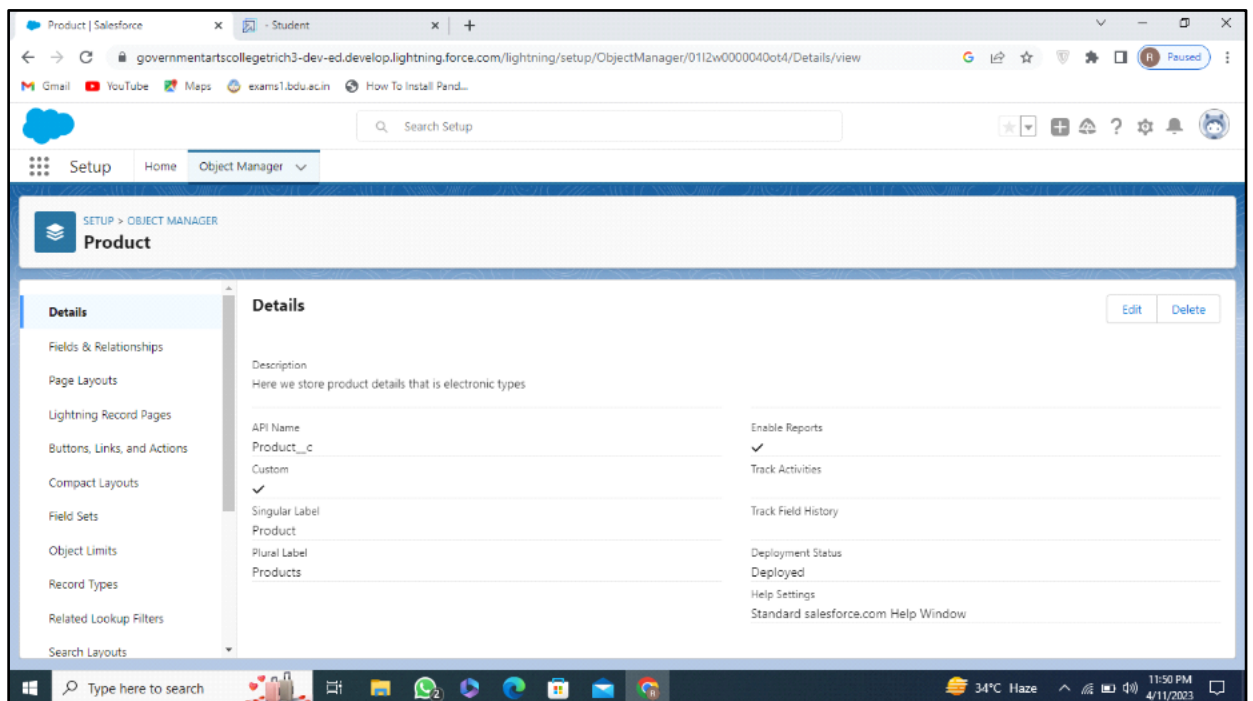 Product | Salesforce
- Student
governmentartscollegetrich3-dev-ed.develop.lightning.force.com/lightning/setup/ObjectManager/01I2w0000040ot4/Details/view
Paused
Gmail YouTube Maps exams1.bdu.ac.in How To Install Pand...
Search Setup
Setup Home Object Manager
SETUP > OBJECT MANAGER
Product
Details
Fields & Relationships
Page Layouts
Lightning Record Pages
Buttons, Links, and Actions
Compact Layouts
Field Sets
Object Limits
Record Types
Related Lookup Filters
Search Layouts
Details
Edit Delete
Description
Here we store product details that is electronic types
API Name
Product__c
Custom
Singular Label
Product
Plural Label
Products
Enable Reports
Track Activities
Track Field History
Deployment Status
Deployed
Help Settings
Standard salesforce.com Help Window
Type here to search
34°C Haze
11:50 PM
4/11/2023